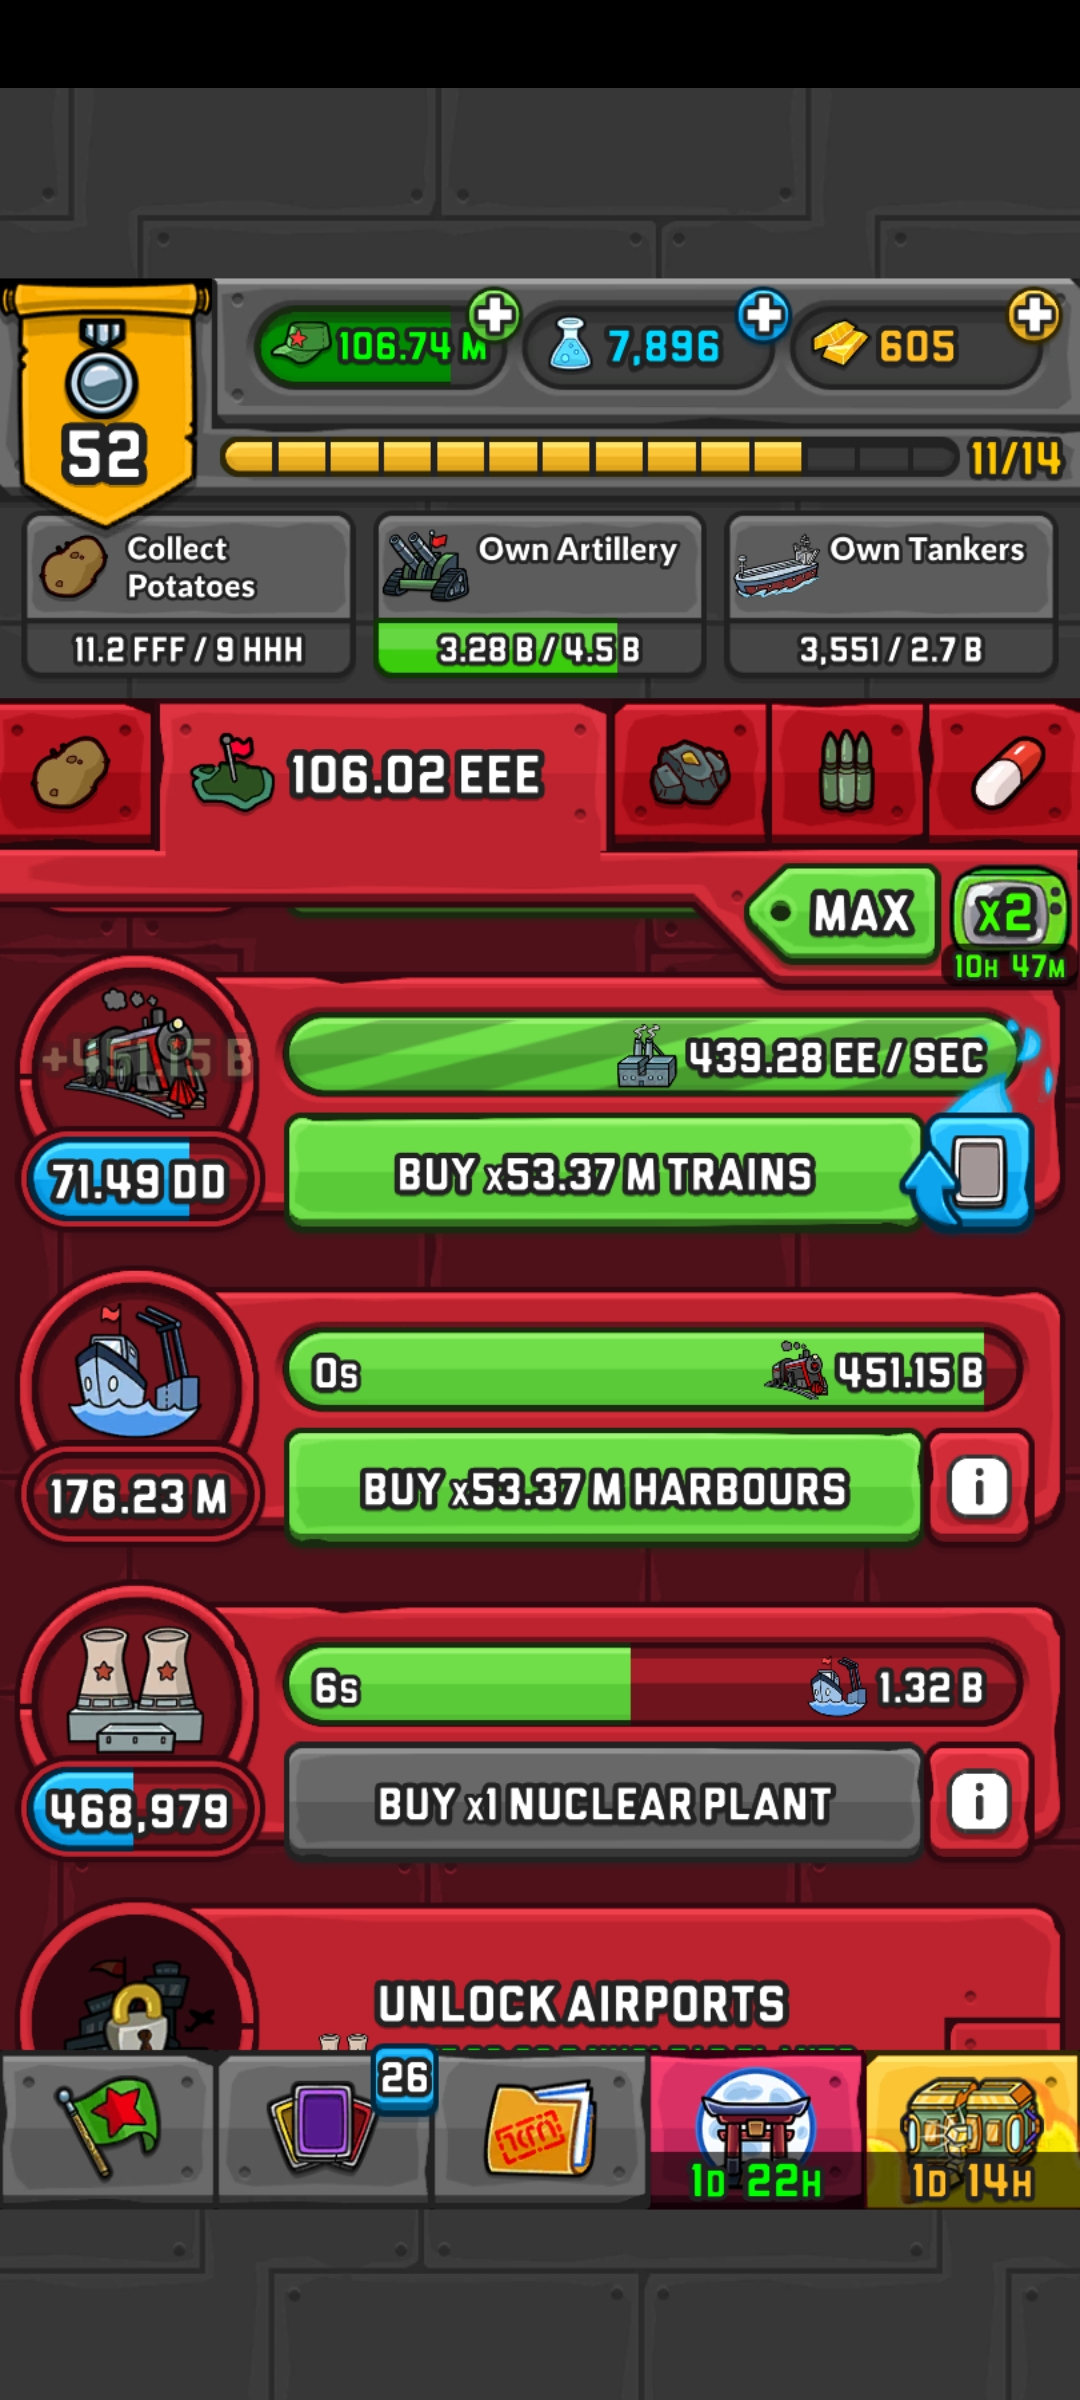 106.74 M
7,896
605
52
11/14
Collect
Potatoes
11.2 FFF / 9 HHH
Own Artillery
3.28 B / 4.5 B
Own Tankers
3,551 / 2.7 B
106.02 EEE
MAX
x2
10H 47M
+451.15 B
439.28 EE / SEC
71.49 DD
BUY x53.37 M TRAINS
0s
451.15 B
176.23 M
BUY x53.37 M HARBOURS
i
6s
1.32 B
468,979
BUY x1 NUCLEAR PLANT
i
UNLOCK AIRPORTS
26
1D 22H
1D 14H